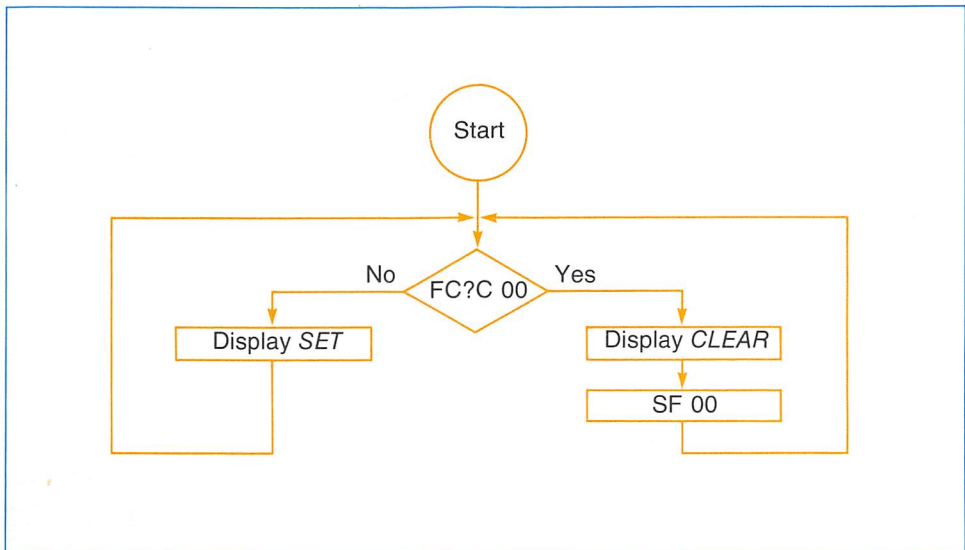 Start
No
Yes
FC?C 00
Display SET
Display CLEAR
SF 00